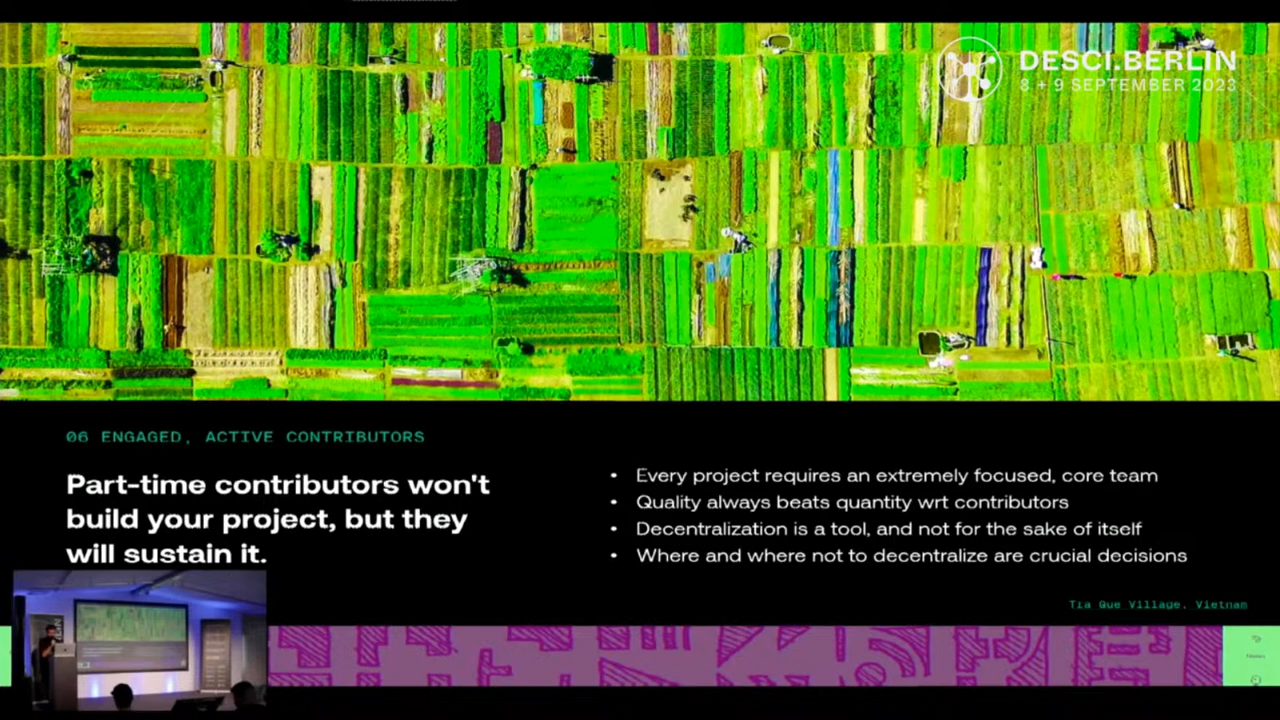 DESCI.BERLIN
8 + 9 SEPTEMBER 2023
06 ENGAGED, ACTIVE CONTRIBUTORS
Part-time contributors won't
build your project, but they
will sustain it.
• Every project requires an extremely focused, core team
• Quality always beats quantity wrt contributors
• Decentralization is a tool, and not for the sake of itself
• Where and where not to decentralize are crucial decisions
Tra Que Village, Vietnam